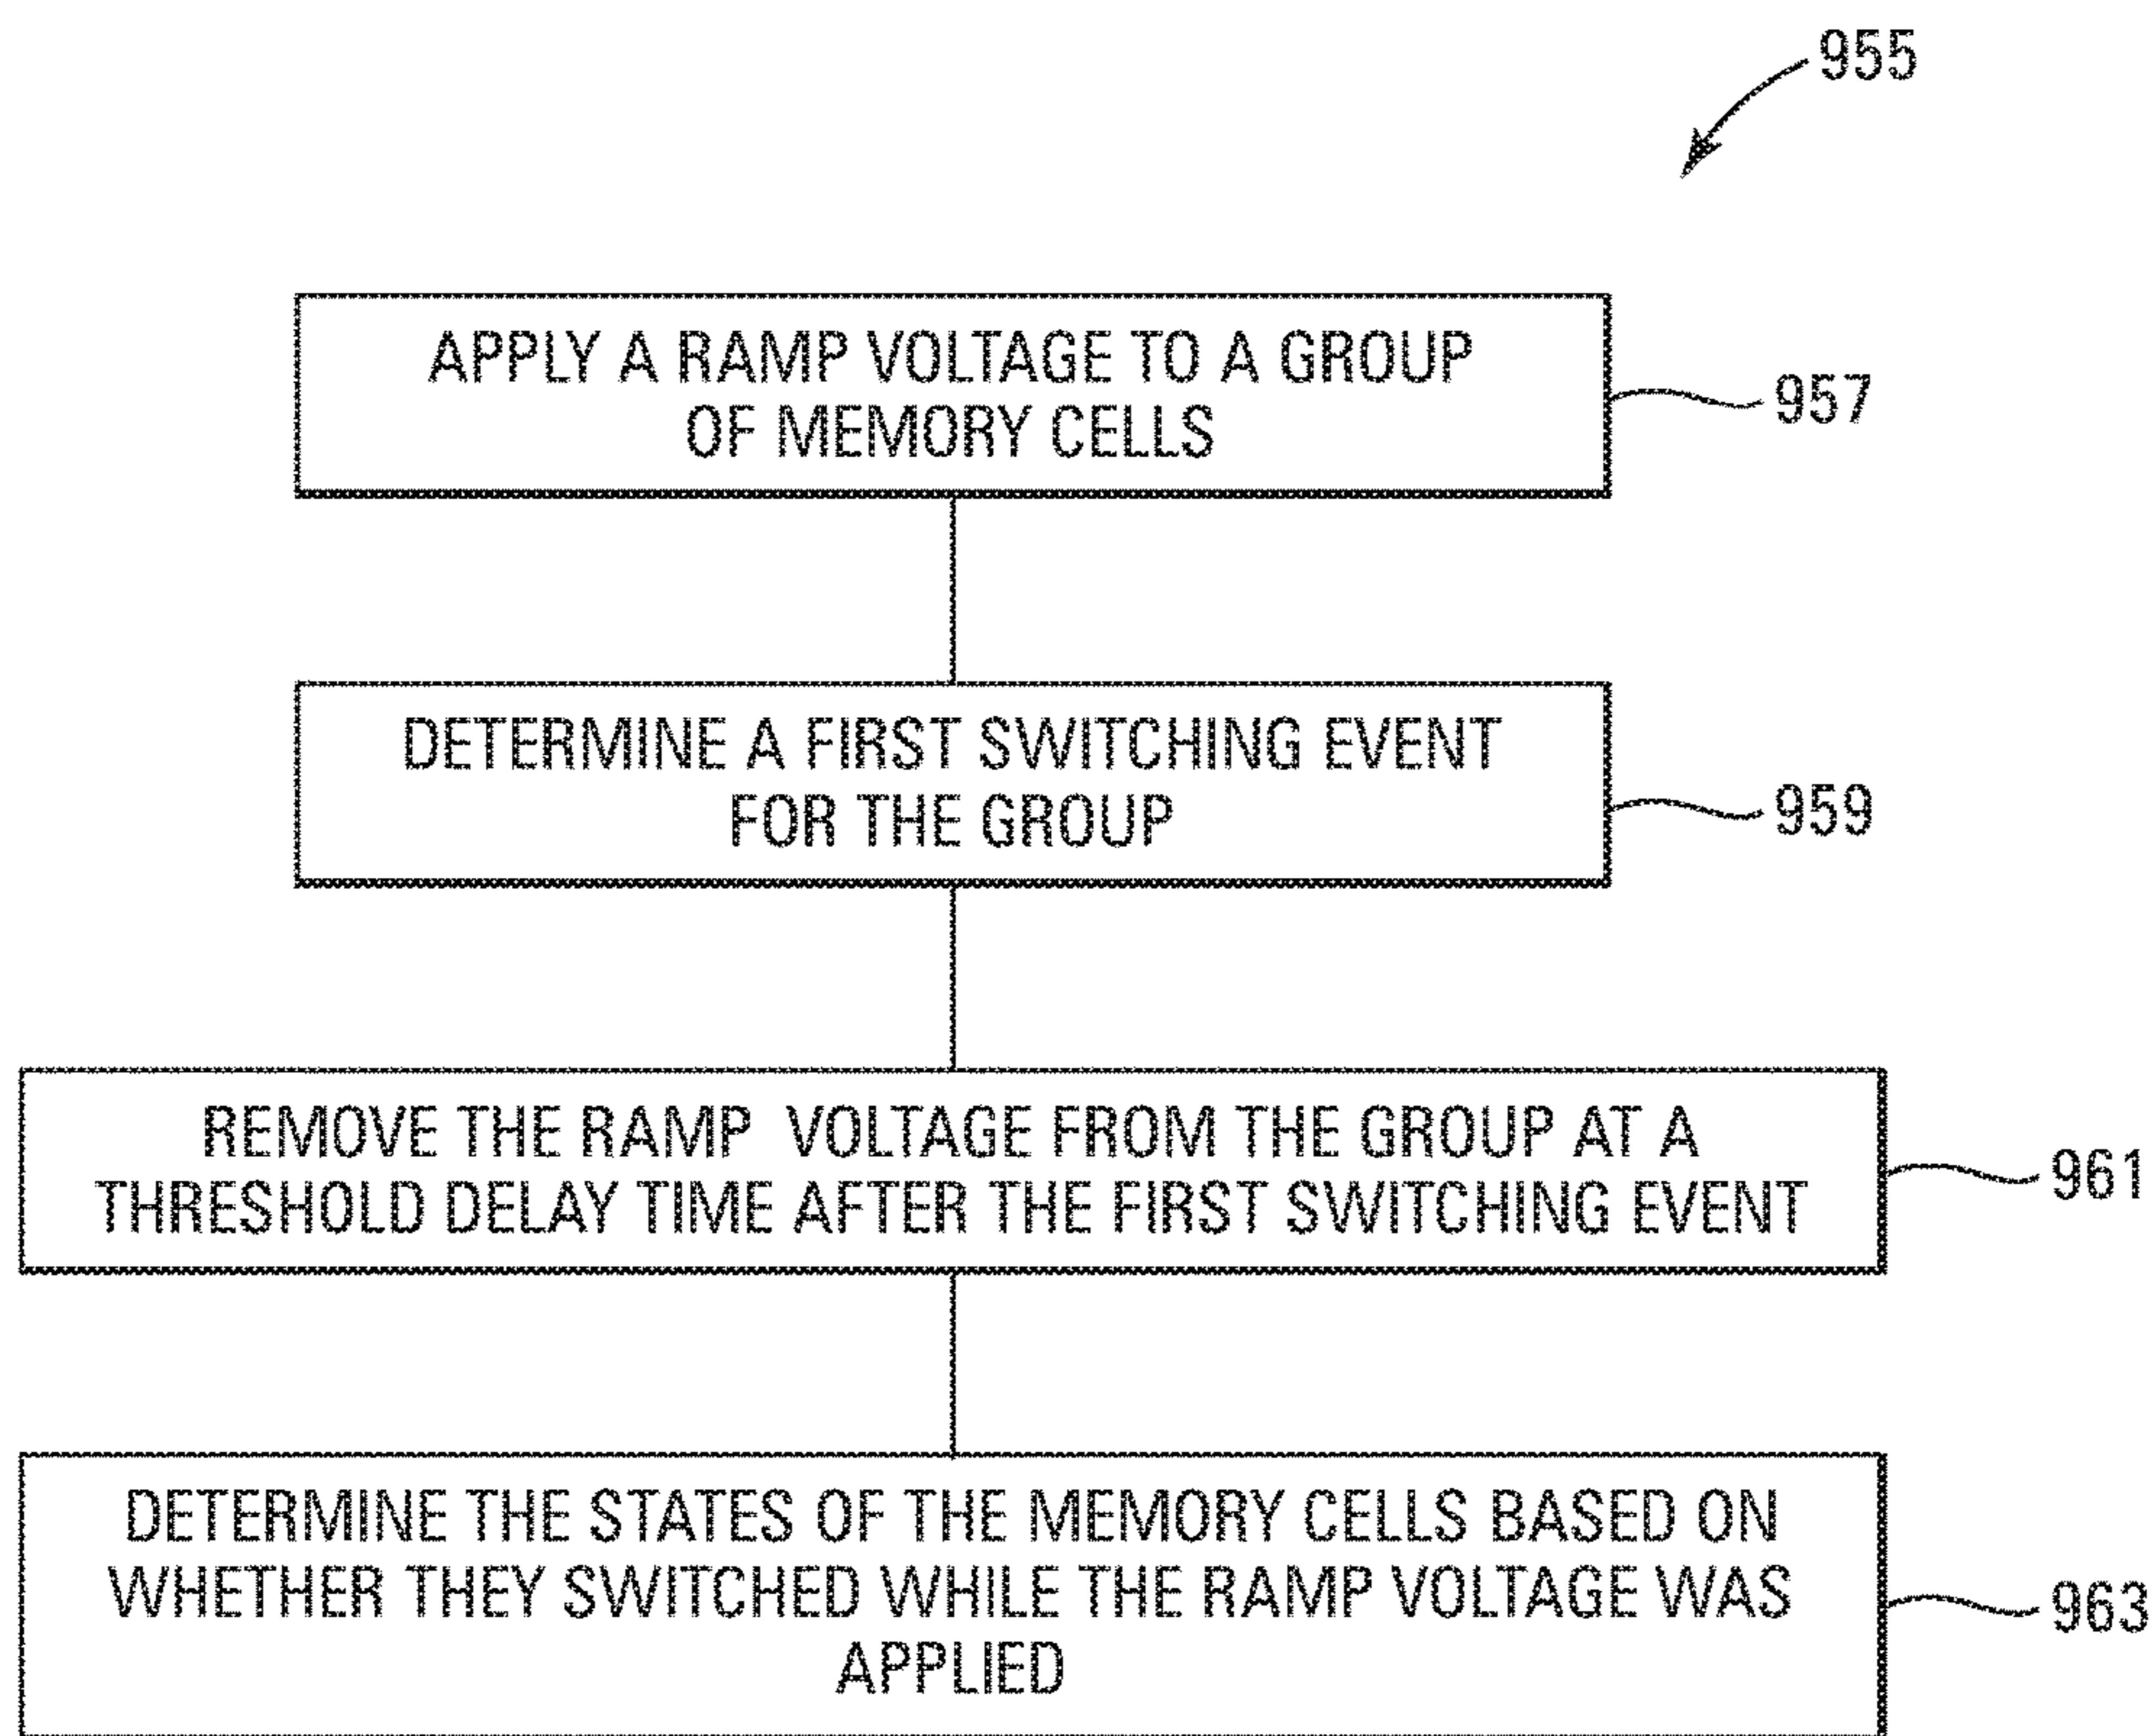 955
APPLY A RAMP VOLTAGE TO A GROUP
OF MEMORY CELLS
957
DETERMINE A FIRST SWITCHING EVENT
FOR THE GROUP
959
REMOVE THE RAMP VOLTAGE FROM THE GROUP AT A
THRESHOLD DELAY TIME AFTER THE FIRST SWITCHING EVENT
961
DETERMINE THE STATES OF THE MEMORY CELLS BASED ON
WHETHER THEY SWITCHED WHILE THE RAMP VOLTAGE WAS
APPLIED
963